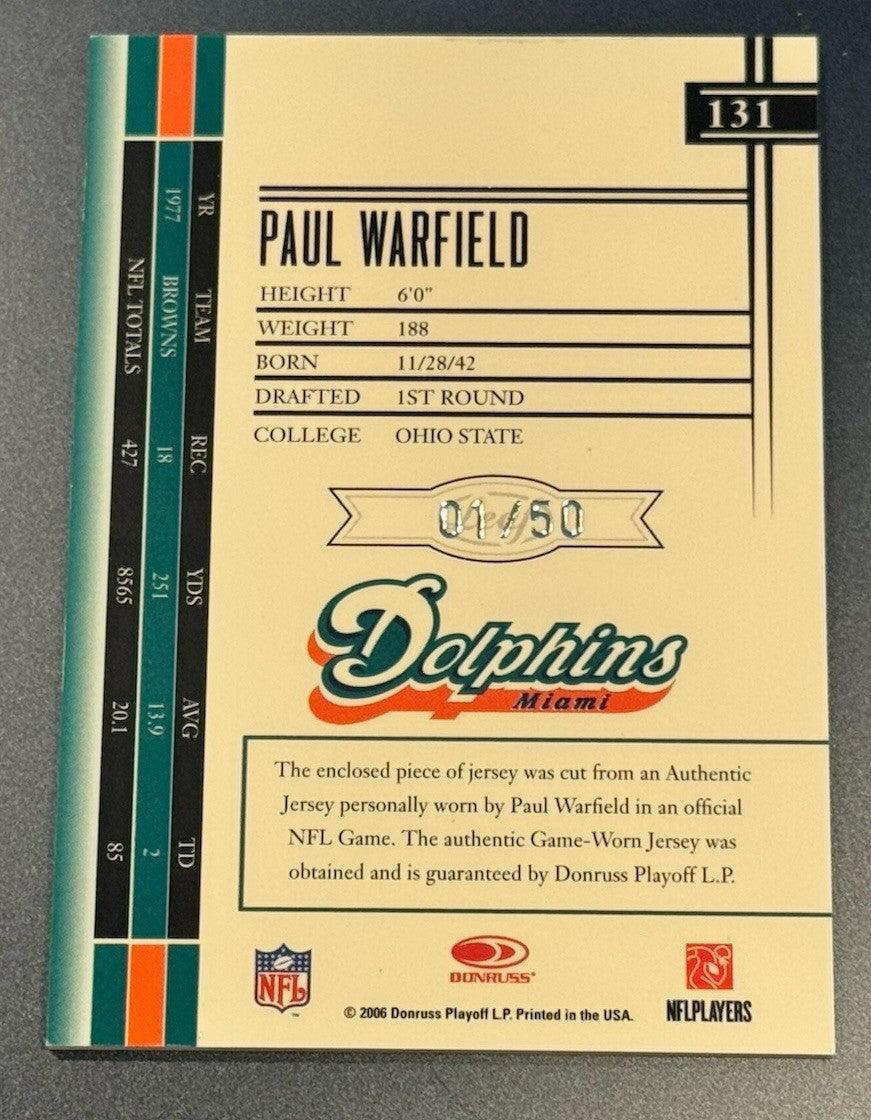 131
PAUL WARFIELD
HEIGHT 6'0"
WEIGHT 188
BORN 11/28/42
DRAFTED 1ST ROUND
COLLEGE OHIO STATE
01/50
Dolphins
Miami
The enclosed piece of jersey was cut from an Authentic
Jersey personally worn by Paul Warfield in an official
NFL Game. The authentic Game-Worn Jersey was
obtained and is guaranteed by Donruss Playoff L.P.
NFL
DONRUSS
NFLPLAYERS
© 2006 Donruss Playoff L.P. Printed in the USA.
YR TEAM REC YDS AVG TD
1977 BROWNS 18 251 13.9 2
NFL TOTALS 427 8565 20.1 85